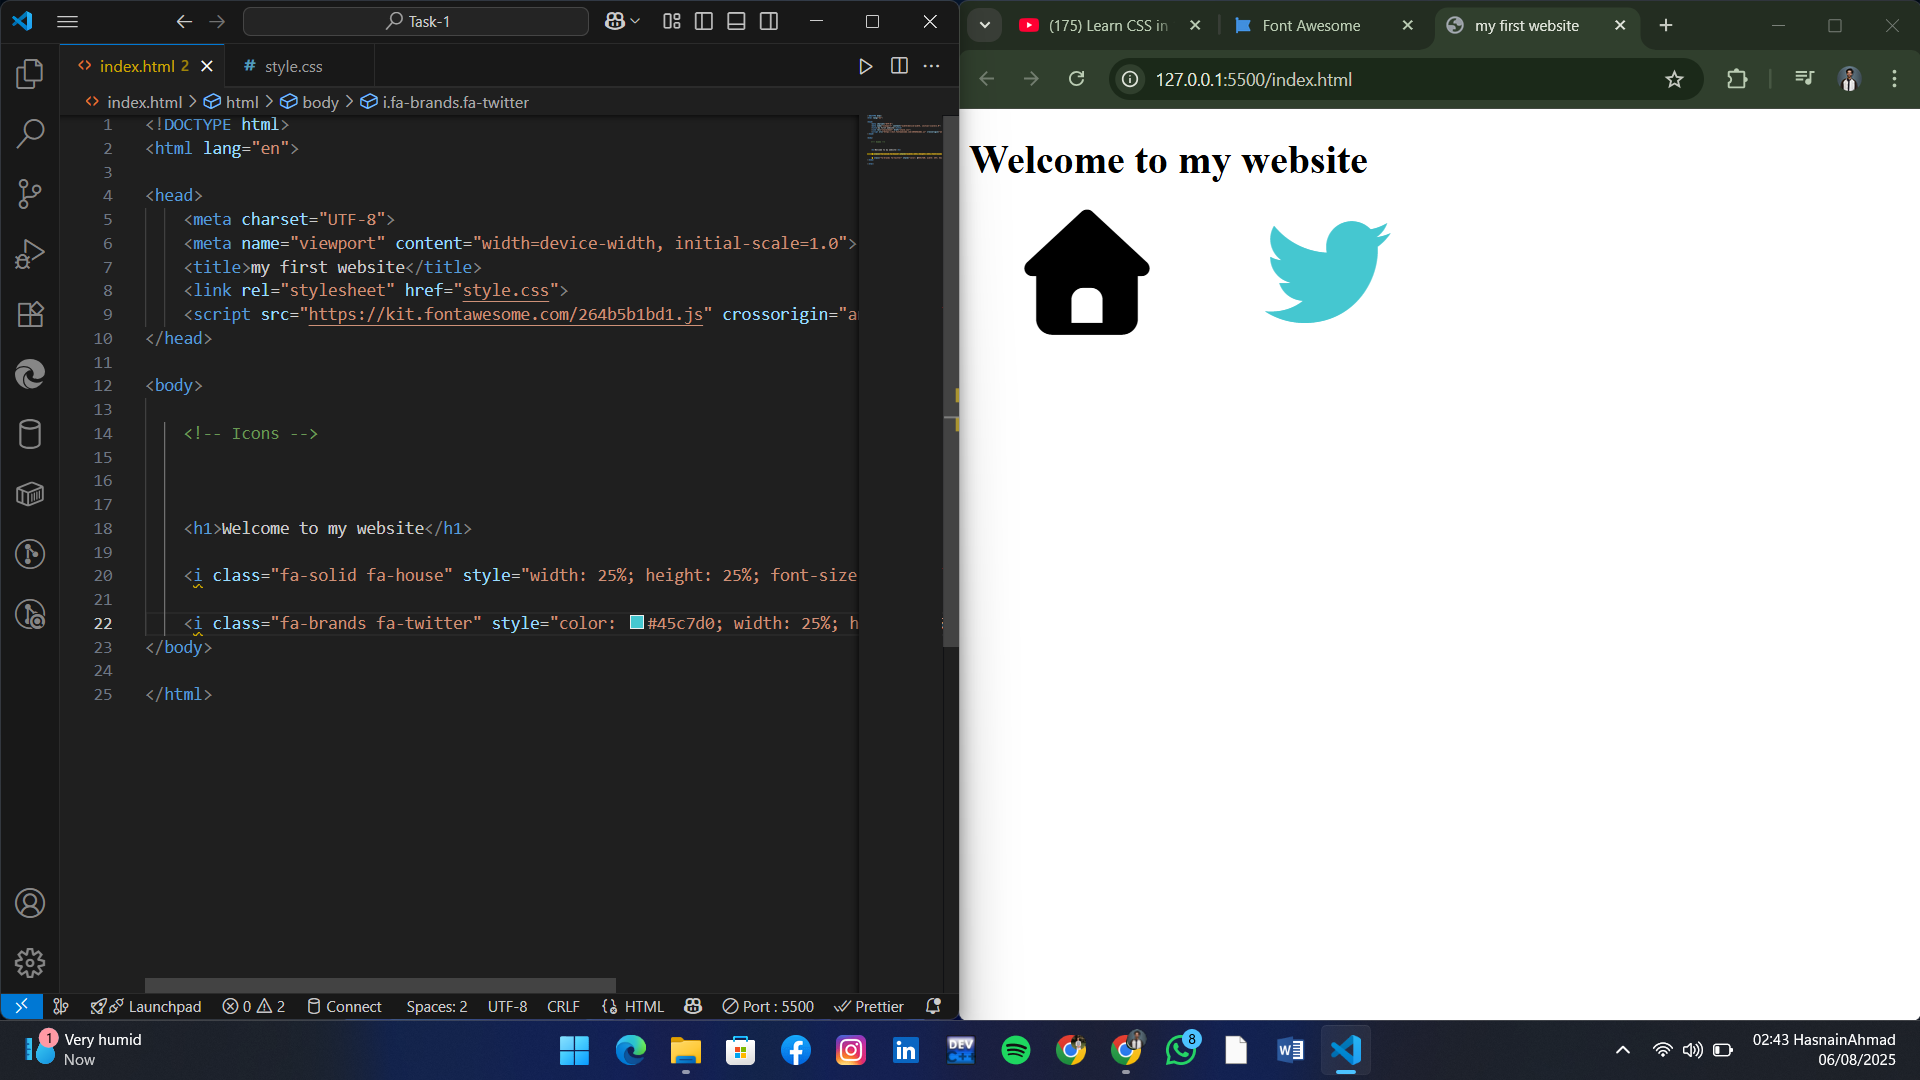 Task-1
index.html 2
style.css
index.html > html > body > i.fa-brands.fa-twitter
1 <!DOCTYPE html>
2 <html lang="en">
3
4 <head>
5 <meta charset="UTF-8">
6 <meta name="viewport" content="width=device-width, initial-scale=1.0">
7 <title>my first website</title>
8 <link rel="stylesheet" href="style.css">
9 <script src="https://kit.fontawesome.com/264b5b1bd1.js" crossorigin="a
10 </head>
11
12 <body>
13
14 <!-- Icons -->
15
16
17
18 <h1>Welcome to my website</h1>
19
20 <i class="fa-solid fa-house" style="width: 25%; height: 25%; font-size
21
22 <i class="fa-brands fa-twitter" style="color: #45c7d0; width: 25%; h
23 </body>
24
25 </html>
Launchpad 0 2 Connect Spaces: 2 UTF-8 CRLF HTML Port : 5500 Prettier
(175) Learn CSS in
Font Awesome
my first website
127.0.0.1:5500/index.html
Welcome to my website
1
Very humid
Now
DEV
8
02:43 HasnainAhmad
06/08/2025